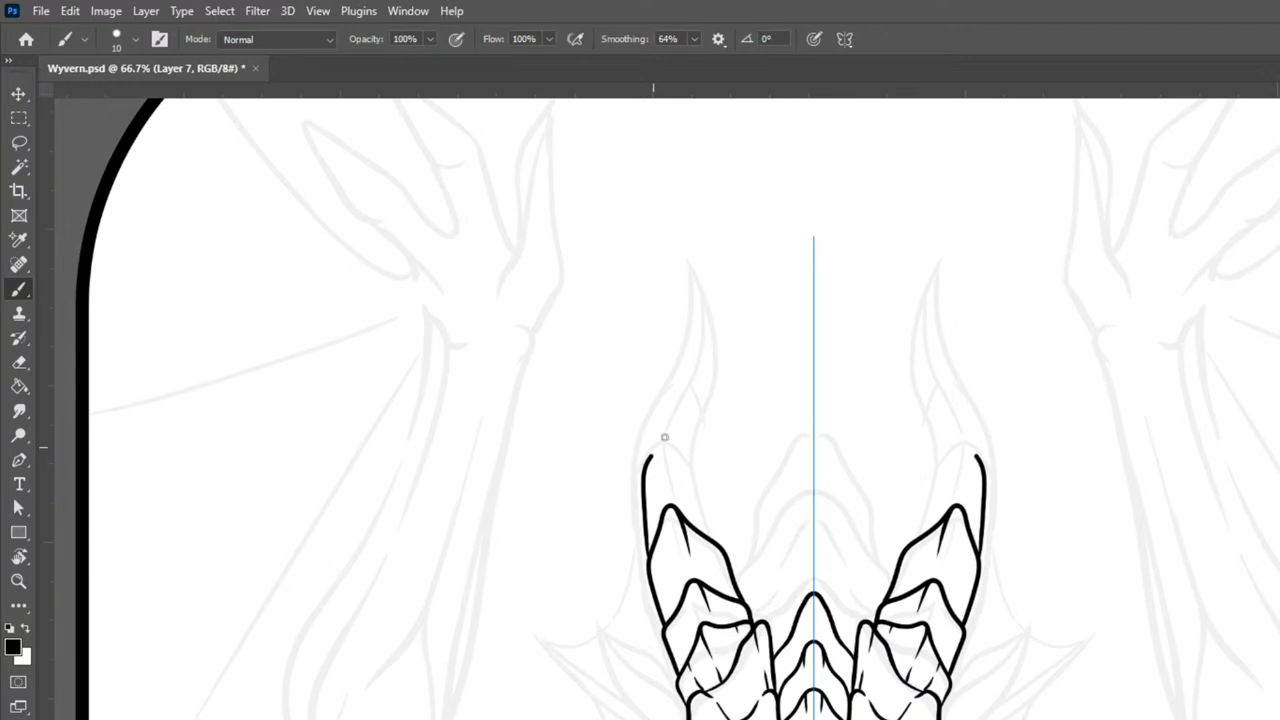 Ps File Edit Image Layer Type Select Filter 3D View Plugins Window Help
10 Mode: Normal Opacity: 100% Flow: 100% Smoothing: 64% 0°
Wyvern.psd @ 66.7% (Layer 7, RGB/8#) * ×